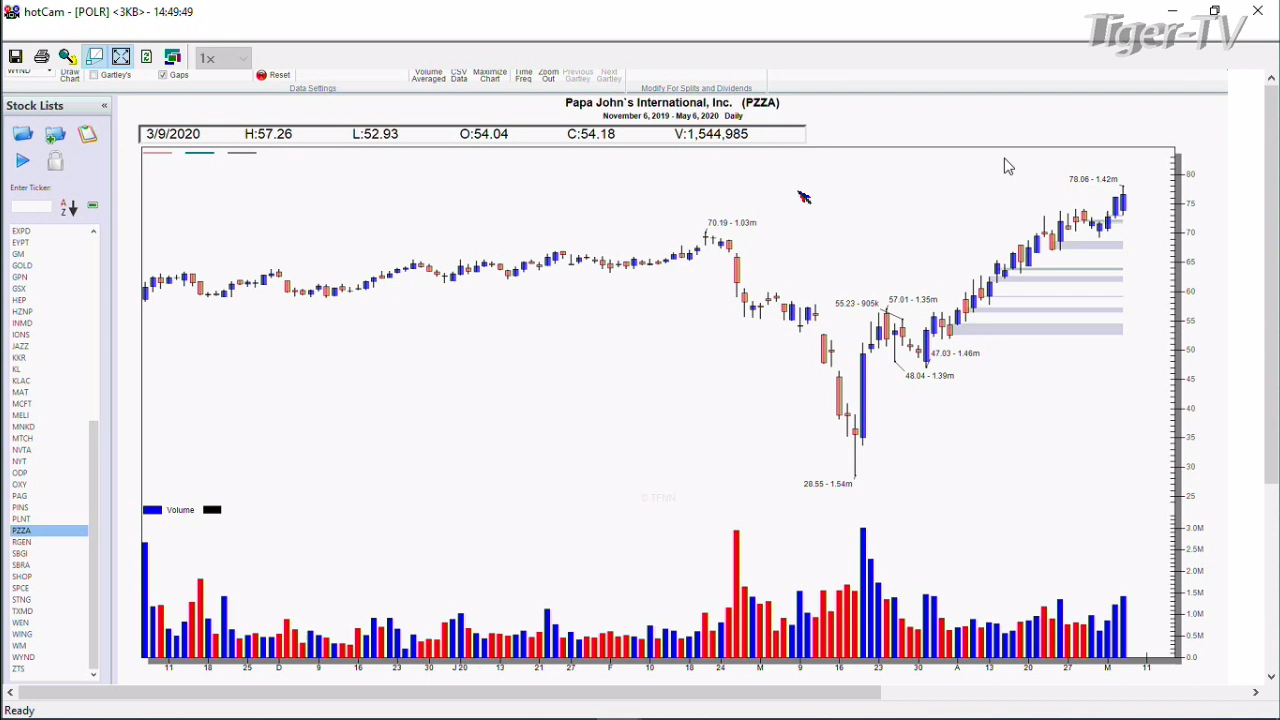 hotCam - [POLR] <3KB> - 14:49:49
Tiger-TV
1x
WYND Draw Chart Gartley's Gaps Reset Volume Averaged CSV Data Maximize Chart Time Freq Zoom Out Previous Gartley Next Gartley
Data Settings Modify For Spills and Dividends
Stock Lists «
Papa John`s International, Inc. (PZZA)
November 6, 2019 - May 6, 2020 Daily
3/9/2020 H:57.26 L:52.93 O:54.04 C:54.18 V:1,544,985
Enter Ticker:
A
Z
EXPD
EYPT
GM
GOLD
GPN
GSX
HEP
HZNP
INMD
IONS
JAZZ
KKR
KL
KLAC
MAT
MCFT
MELI
MNKD
MTCH
NVTA
NYT
ODP
OXY
PAG
PINS
PLNT
PZZA
RGEN
SBGI
SBRA
SHOP
SPCE
STNG
TXMD
WEN
WING
WM
WYND
ZTS
78.06 - 1.42m
70.19 - 1.03m
55.23 - 905k
57.01 - 1.35m
47.03 - 1.46m
48.04 - 1.39m
28.55 - 1.54m
© TFNN
80
75
70
65
60
55
50
45
40
35
30
25
Volume
3.0M
2.5M
2.0M
1.5M
1.0M
0.5M
0.0
11 18 25 D 9 16 23 30 J20 13 21 27 F 10 18 24 M 9 16 23 30 A 13 20 27 M 11
Ready